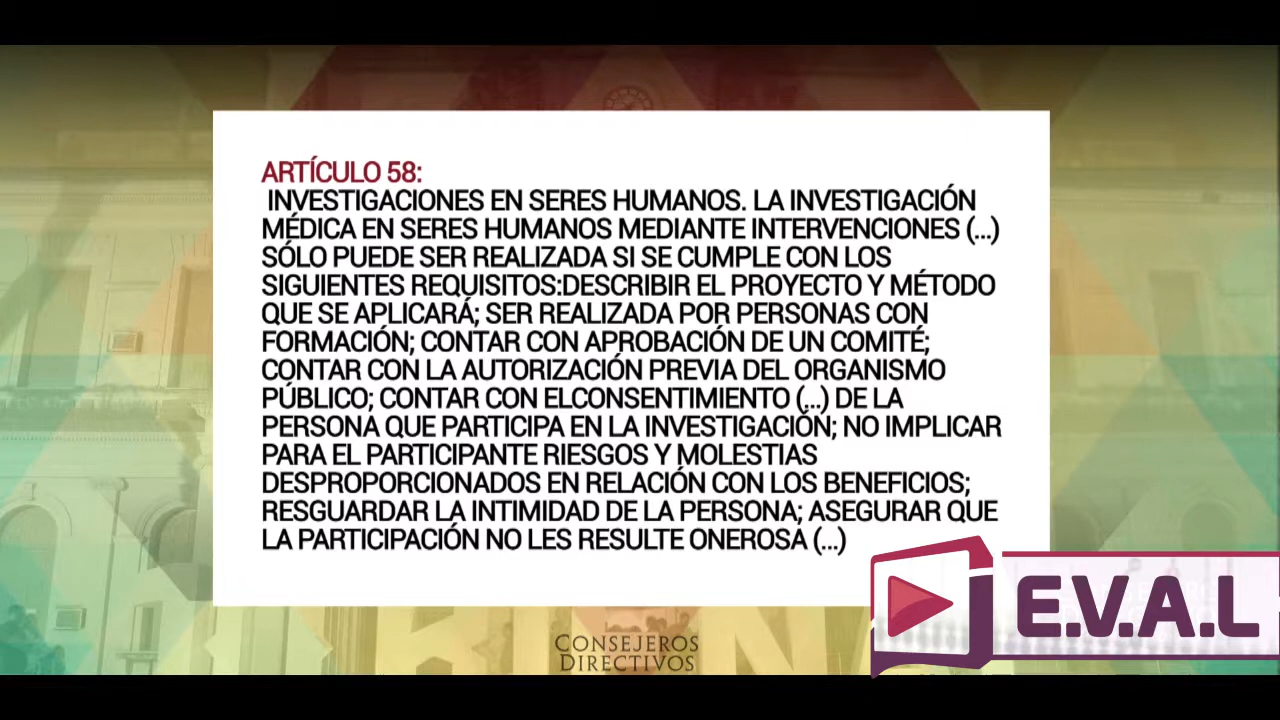 ARTÍCULO 58:
INVESTIGACIONES EN SERES HUMANOS. LA INVESTIGACIÓN
MÉDICA EN SERES HUMANOS MEDIANTE INTERVENCIONES (...)
SÓLO PUEDE SER REALIZADA SI SE CUMPLE CON LOS
SIGUIENTES REQUISITOS:DESCRIBIR EL PROYECTO Y MÉTODO
QUE SE APLICARÁ; SER REALIZADA POR PERSONAS CON
FORMACIÓN; CONTAR CON APROBACIÓN DE UN COMITÉ;
CONTAR CON LA AUTORIZACIÓN PREVIA DEL ORGANISMO
PÚBLICO; CONTAR CON ELCONSENTIMIENTO (...) DE LA
PERSONA QUE PARTICIPA EN LA INVESTIGACIÓN; NO IMPLICAR
PARA EL PARTICIPANTE RIESGOS Y MOLESTIAS
DESPROPORCIONADOS EN RELACIÓN CON LOS BENEFICIOS;
RESGUARDAR LA INTIMIDAD DE LA PERSONA; ASEGURAR QUE
LA PARTICIPACIÓN NO LES RESULTE ONEROSA (...)
E.V.A.L
CONSEJEROS
DIRECTIVOS